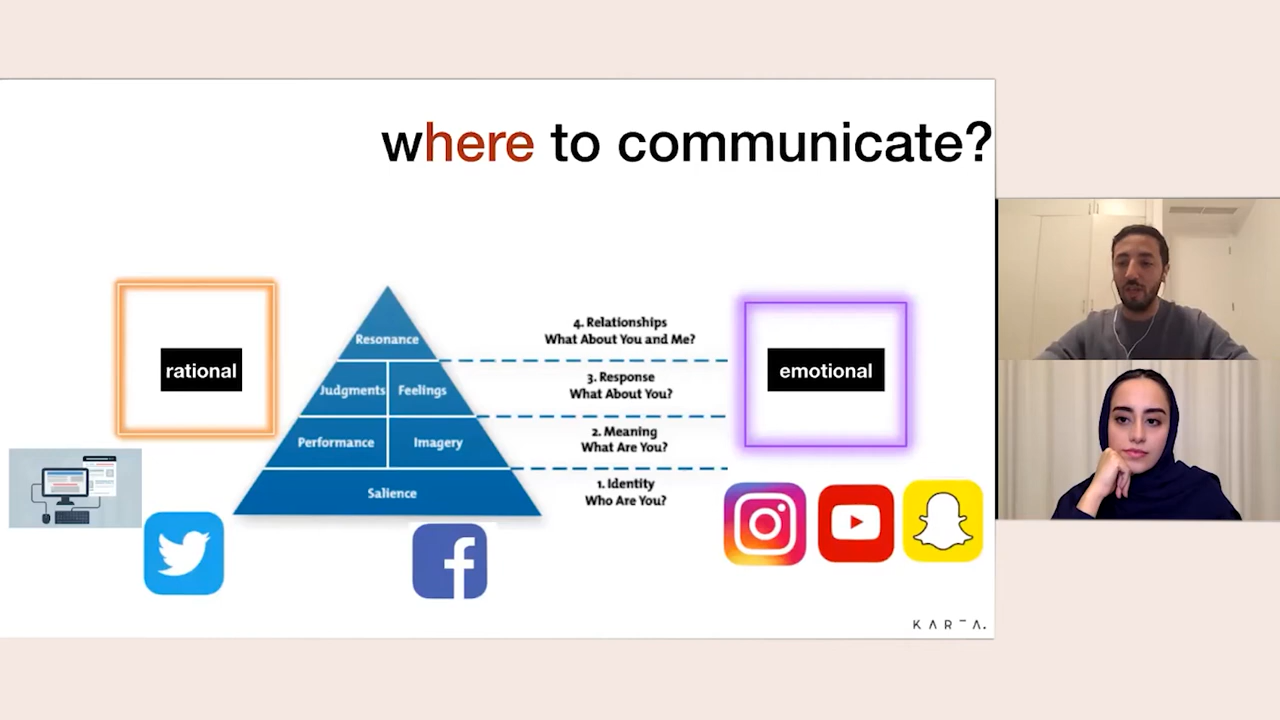 where to communicate?
rational
Resonance
Judgments
Feelings
Performance
Imagery
Salience
4. Relationships
What About You and Me?
3. Response
What About You?
2. Meaning
What Are You?
1. Identity
Who Are You?
emotional
KARTA.